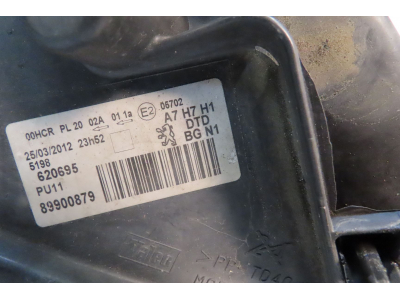 00HCR PL 20 02A 01 1a E2 06702
25/03/2012 23h52 A7 H7 H1
5198 DTD
620695 BG N1
PU11
89900879
Valeo